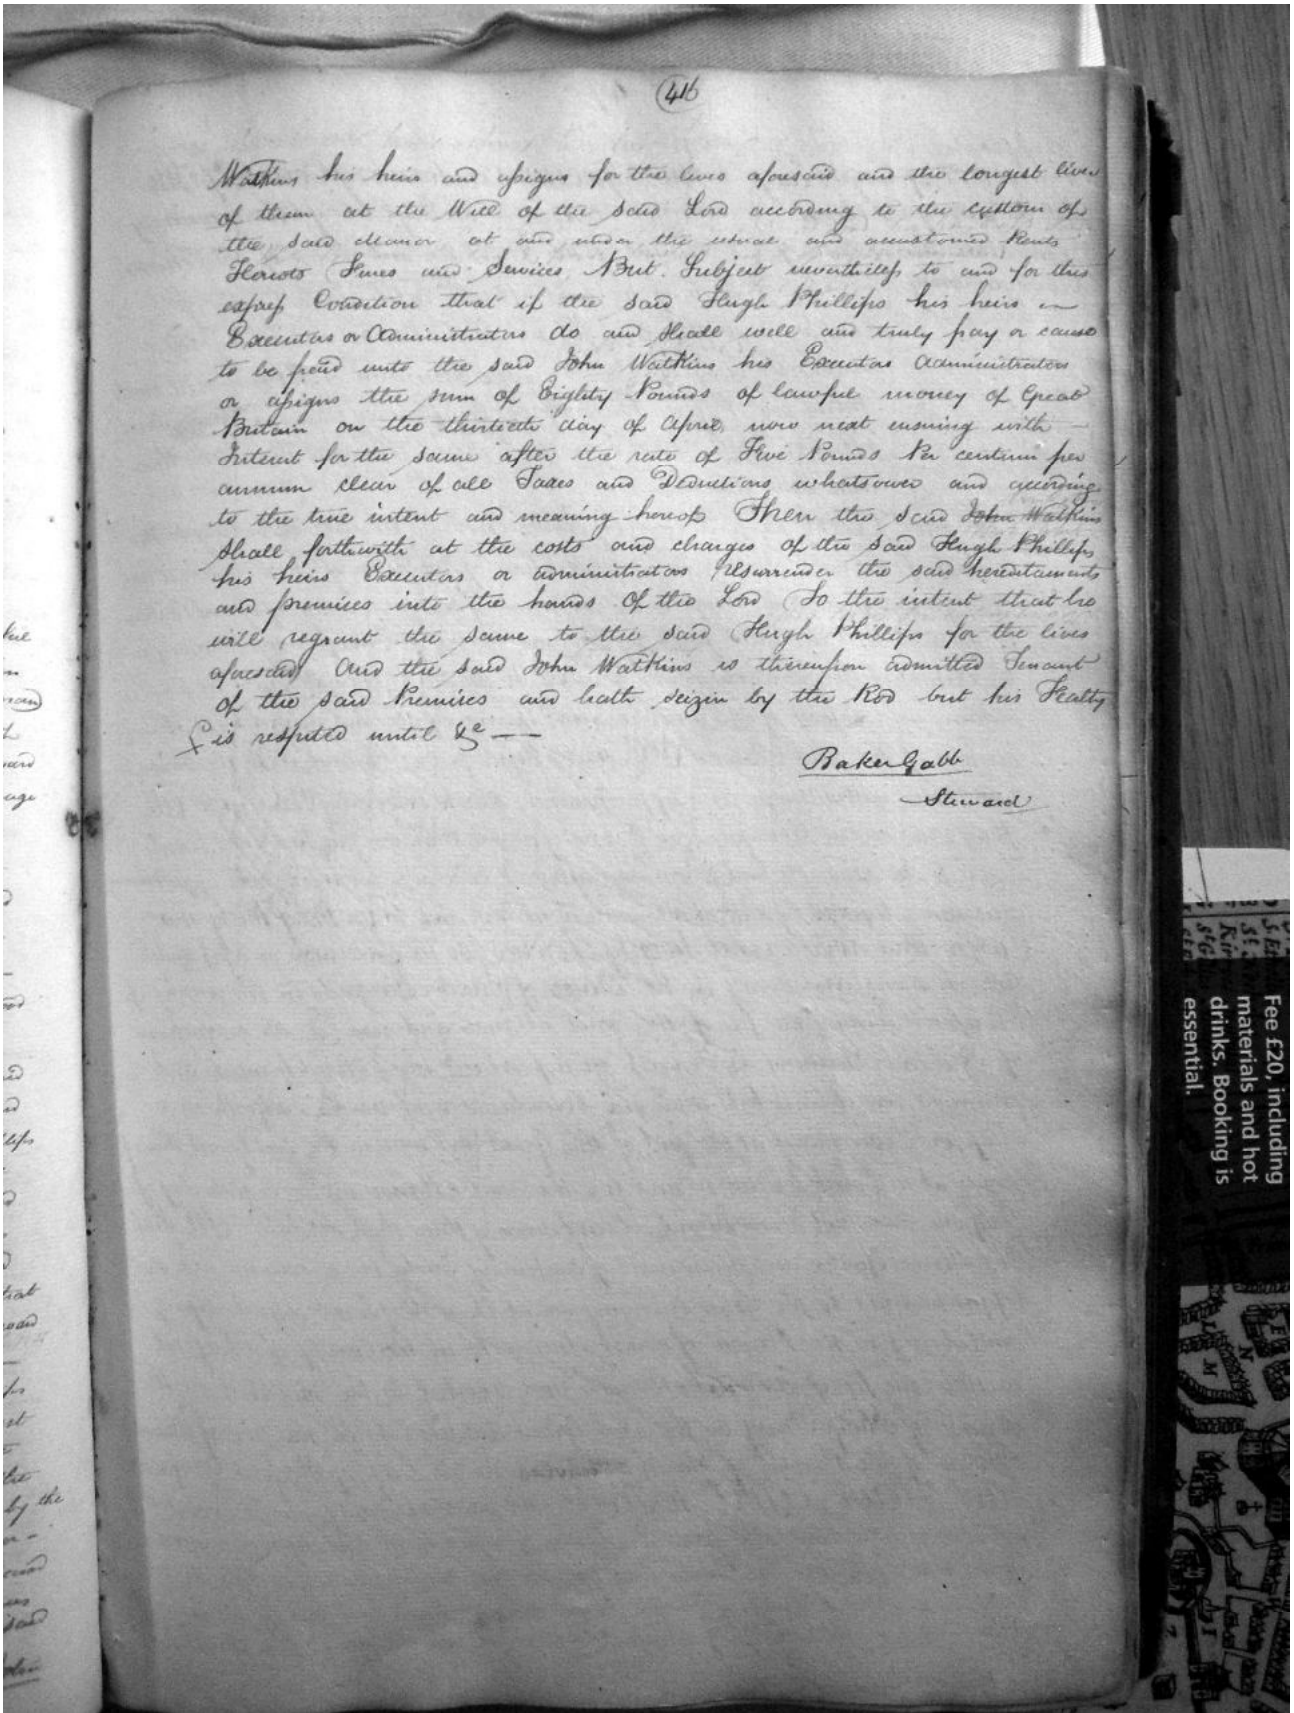 416
Watkins his heirs and assigns for the lives aforesaid and the longest liver
of them at the Will of the said Lord according to the custom of
the said Manor at and under the usual and accustomed Rents
Heriots Fines and Services But Subject nevertheless to and for this
express Condition that if the said Hugh Phillips his heirs
Executors or Administrators do and shall well and truly pay or cause
to be paid unto the said John Watkins his Executors Administrators
or assigns the sum of Eighty Pounds of lawful money of Great
Britain on the thirtieth day of April now next ensuing with
Interest for the same after the rate of Five Pounds Per centum per
annum clear of all Taxes and Deductions whatsoever and according
to the true intent and meaning hereof Then the said John Watkins
shall forthwith at the costs and charges of the said Hugh Phillips
his heirs Executors or administrators resurrender the said hereditaments
and premises into the hands of the Lord To the intent that he
will regrant the same to the said Hugh Phillips for the lives
aforesaid And the said John Watkins is thereupon admitted Tenant
of the said Premises and hath seizin by the Rod but his Fealty
is respited until &c —
Baker Gabb
Steward
Fee £20, including
materials and hot
drinks. Booking is
essential.
by the
said